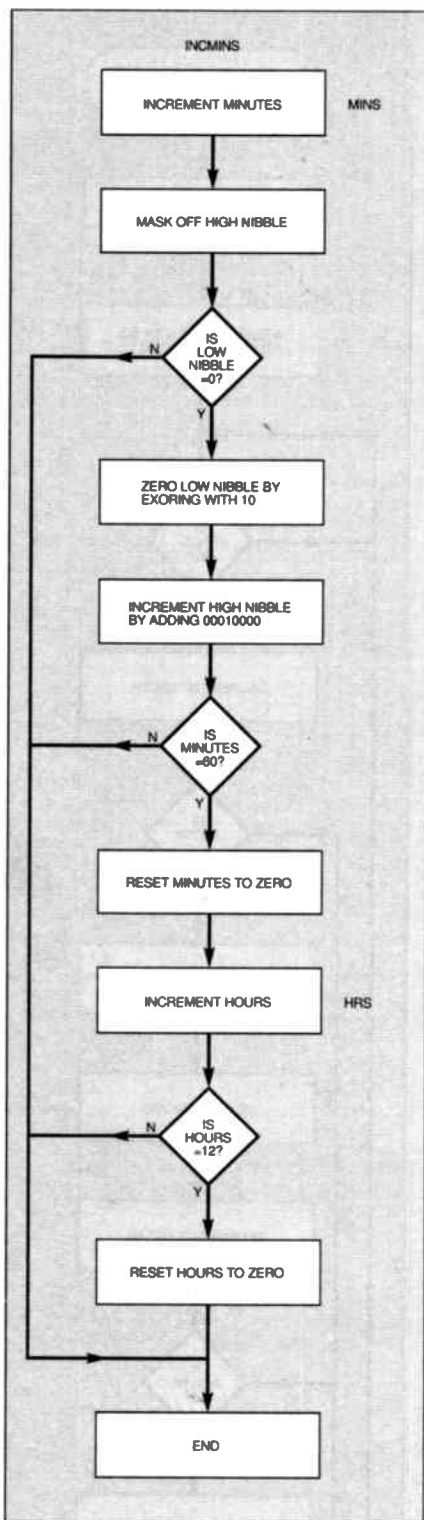 INCMINS
INCREMENT MINUTES
MINS
MASK OFF HIGH NIBBLE
IS
LOW
NIBBLE
=0?
N
Y
ZERO LOW NIBBLE BY
EXORING WITH 10
INCREMENT HIGH NIBBLE
BY ADDING 00010000
IS
MINUTES
=60?
N
Y
RESET MINUTES TO ZERO
INCREMENT HOURS
HRS
IS
HOURS
=12?
N
Y
RESET HOURS TO ZERO
END